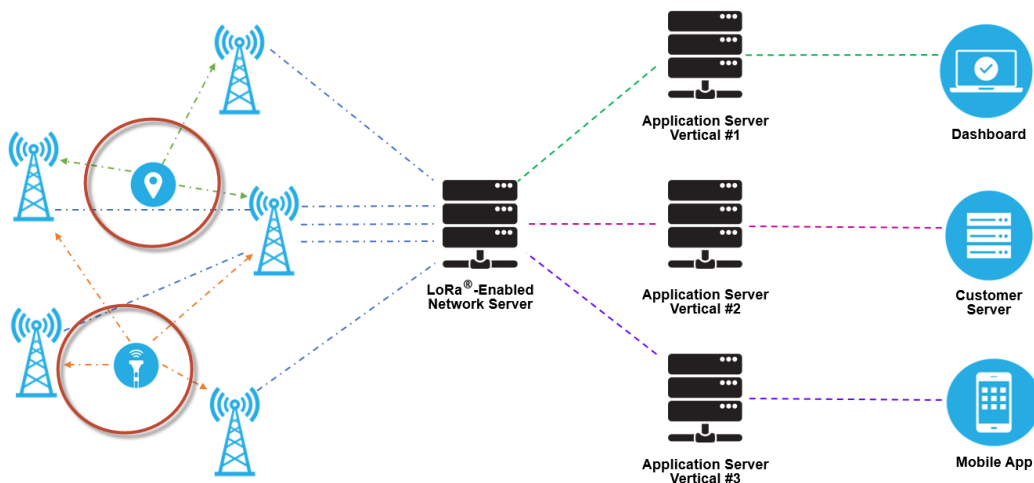 Application Server
Vertical #1
Dashboard
LoRa®-Enabled
Network Server
Application Server
Vertical #2
Customer
Server
Application Server
Vertical #3
Mobile App